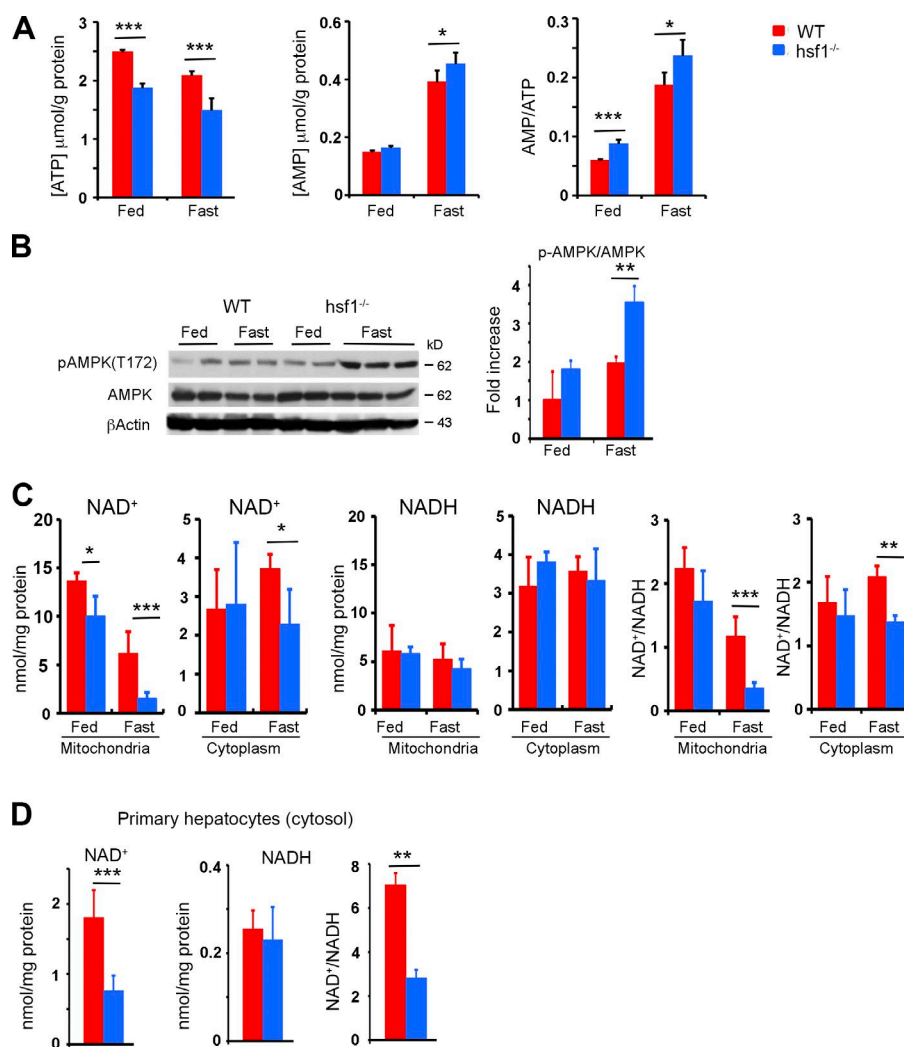 A
[ATP] µmol/g protein
3
2
1
0
***
***
Fed Fast
[AMP] µmol/g protein
0.6
0.4
0.2
0
*
Fed Fast
AMP/ATP
0.3
0.2
0.1
0
***
*
Fed Fast
WT
hsf1-/-
B
WT hsf1-/-
Fed Fast Fed Fast
kD
pAMPK(T172) – 62
AMPK – 62
βActin – 43
p-AMPK/AMPK
Fold increase
4
2
1
0
**
Fed Fast
C
NAD+
nmol/mg protein
20
15
10
5
0
*
***
Fed Fast
Mitochondria
NAD+
5
4
3
2
1
0
*
Fed Fast
Cytoplasm
NADH
nmol/mg protein
15
10
5
0
Fed Fast
Mitochondria
NADH
5
4
3
2
1
0
Fed Fast
Cytoplasm
NAD+/NADH
3
2
1
0
***
Fed Fast
Mitochondria
NAD+/NADH
3
2
1
0
**
Fed Fast
Cytoplasm
D
Primary hepatocytes (cytosol)
NAD+
nmol/mg protein
2
1
0
***
NADH
nmol/mg protein
0.4
0.2
0
NAD+/NADH
8
6
4
2
0
**